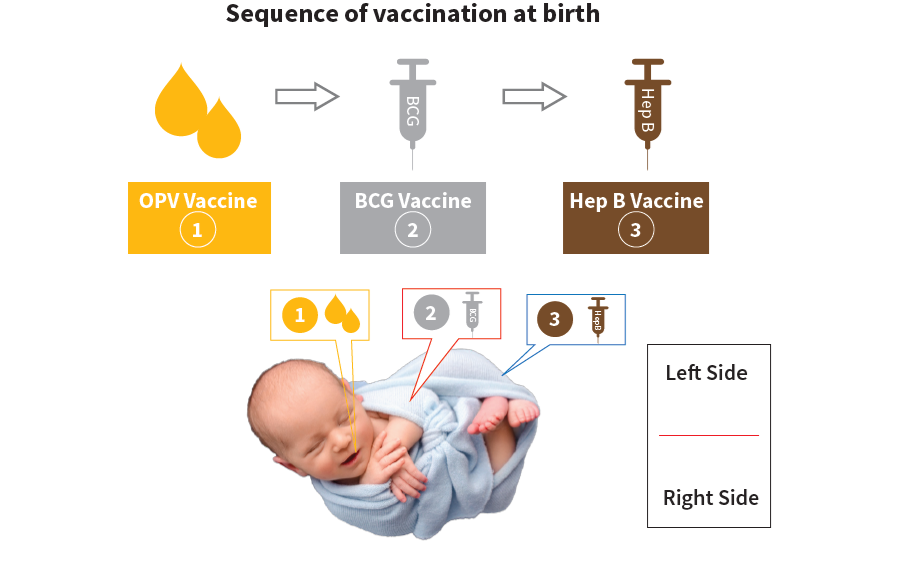 Sequence of vaccination at birth
BCG
Hep B
OPV Vaccine
1
BCG Vaccine
2
Hep B Vaccine
3
1
2
BCG
3
HepB
Left Side
Right Side